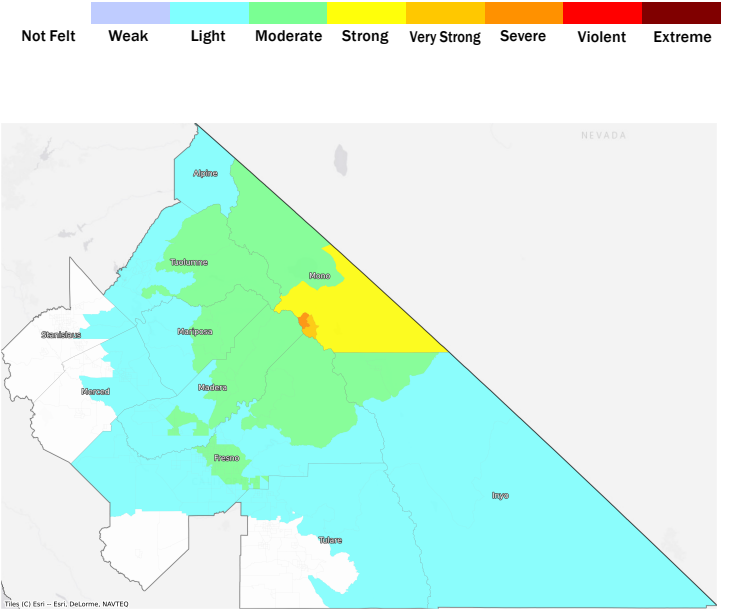 Not Felt Weak Light Moderate Strong Very Strong Severe Violent Extreme
NEVADA
Alpine
Tuolumne
Mono
Stanislaus
Mariposa
Madera
Merced
Fresno
Inyo
Tulare
Tiles (C) Esri -- Esri, DeLorme, NAVTEQ